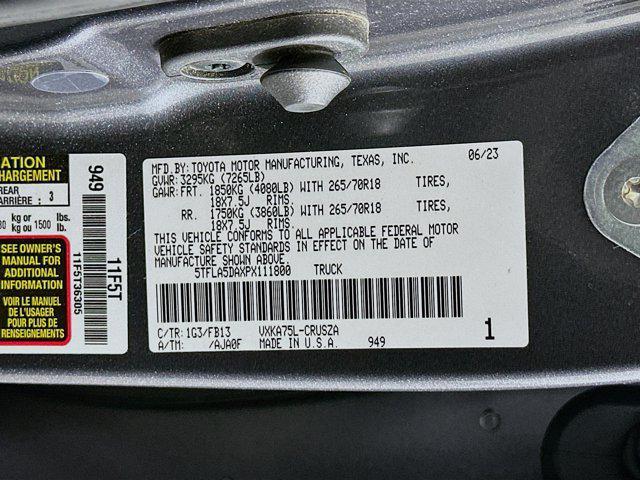 ATION
CHARGEMENT
REAR
ARRIÈRE : 3
kg or lbs.
kg or 1500 lb.
SEE OWNER'S
MANUAL FOR
ADDITIONAL
INFORMATION
VOIR LE MANUEL
DE L'USAGER
POUR PLUS DE
RENSEIGNEMENTS
949
11F5T
11F5T36305
MFD.BY: TOYOTA MOTOR MANUFACTURING, TEXAS, INC. 06/23
GVWR:3295KG (7265LB)
GAWR:FRT. 1850KG (4080LB) WITH 265/70R18 TIRES,
18X7.5J RIMS.
RR. 1750KG (3860LB) WITH 265/70R18 TIRES,
18X7.5J RIMS.
THIS VEHICLE CONFORMS TO ALL APPLICABLE FEDERAL MOTOR
VEHICLE SAFETY STANDARDS IN EFFECT ON THE DATE OF
MANUFACTURE SHOWN ABOVE.
5TFLA5DAXPX111800 TRUCK
C/TR:1G3/FB13 VXKA75L-CRUSZA
A/TM: /AJA0F MADE IN U.S.A. 949 1